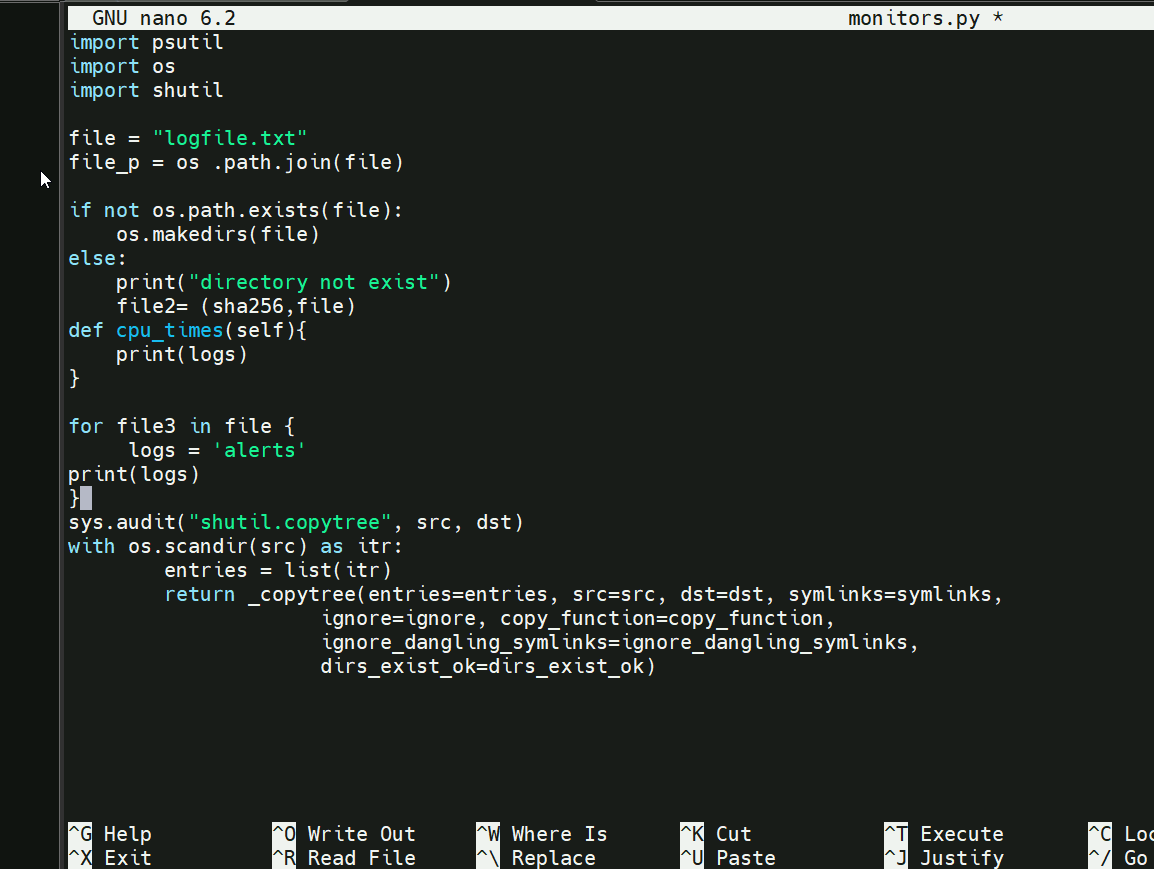 GNU nano 6.2 monitors.py *
import psutil
import os
import shutil
file = "logfile.txt"
file_p = os .path.join(file)
if not os.path.exists(file):
    os.makedirs(file)
else:
    print("directory not exist")
    file2= (sha256,file)
def cpu_times(self){
    print(logs)
}
for file3 in file {
     logs = 'alerts'
print(logs)
}
sys.audit("shutil.copytree", src, dst)
with os.scandir(src) as itr:
        entries = list(itr)
        return _copytree(entries=entries, src=src, dst=dst, symlinks=symlinks,
                     ignore=ignore, copy_function=copy_function,
                     ignore_dangling_symlinks=ignore_dangling_symlinks,
                     dirs_exist_ok=dirs_exist_ok)
^G Help ^O Write Out ^W Where Is ^K Cut ^T Execute ^C
^X Exit ^R Read File ^\ Replace ^U Paste ^J Justify ^/ Go